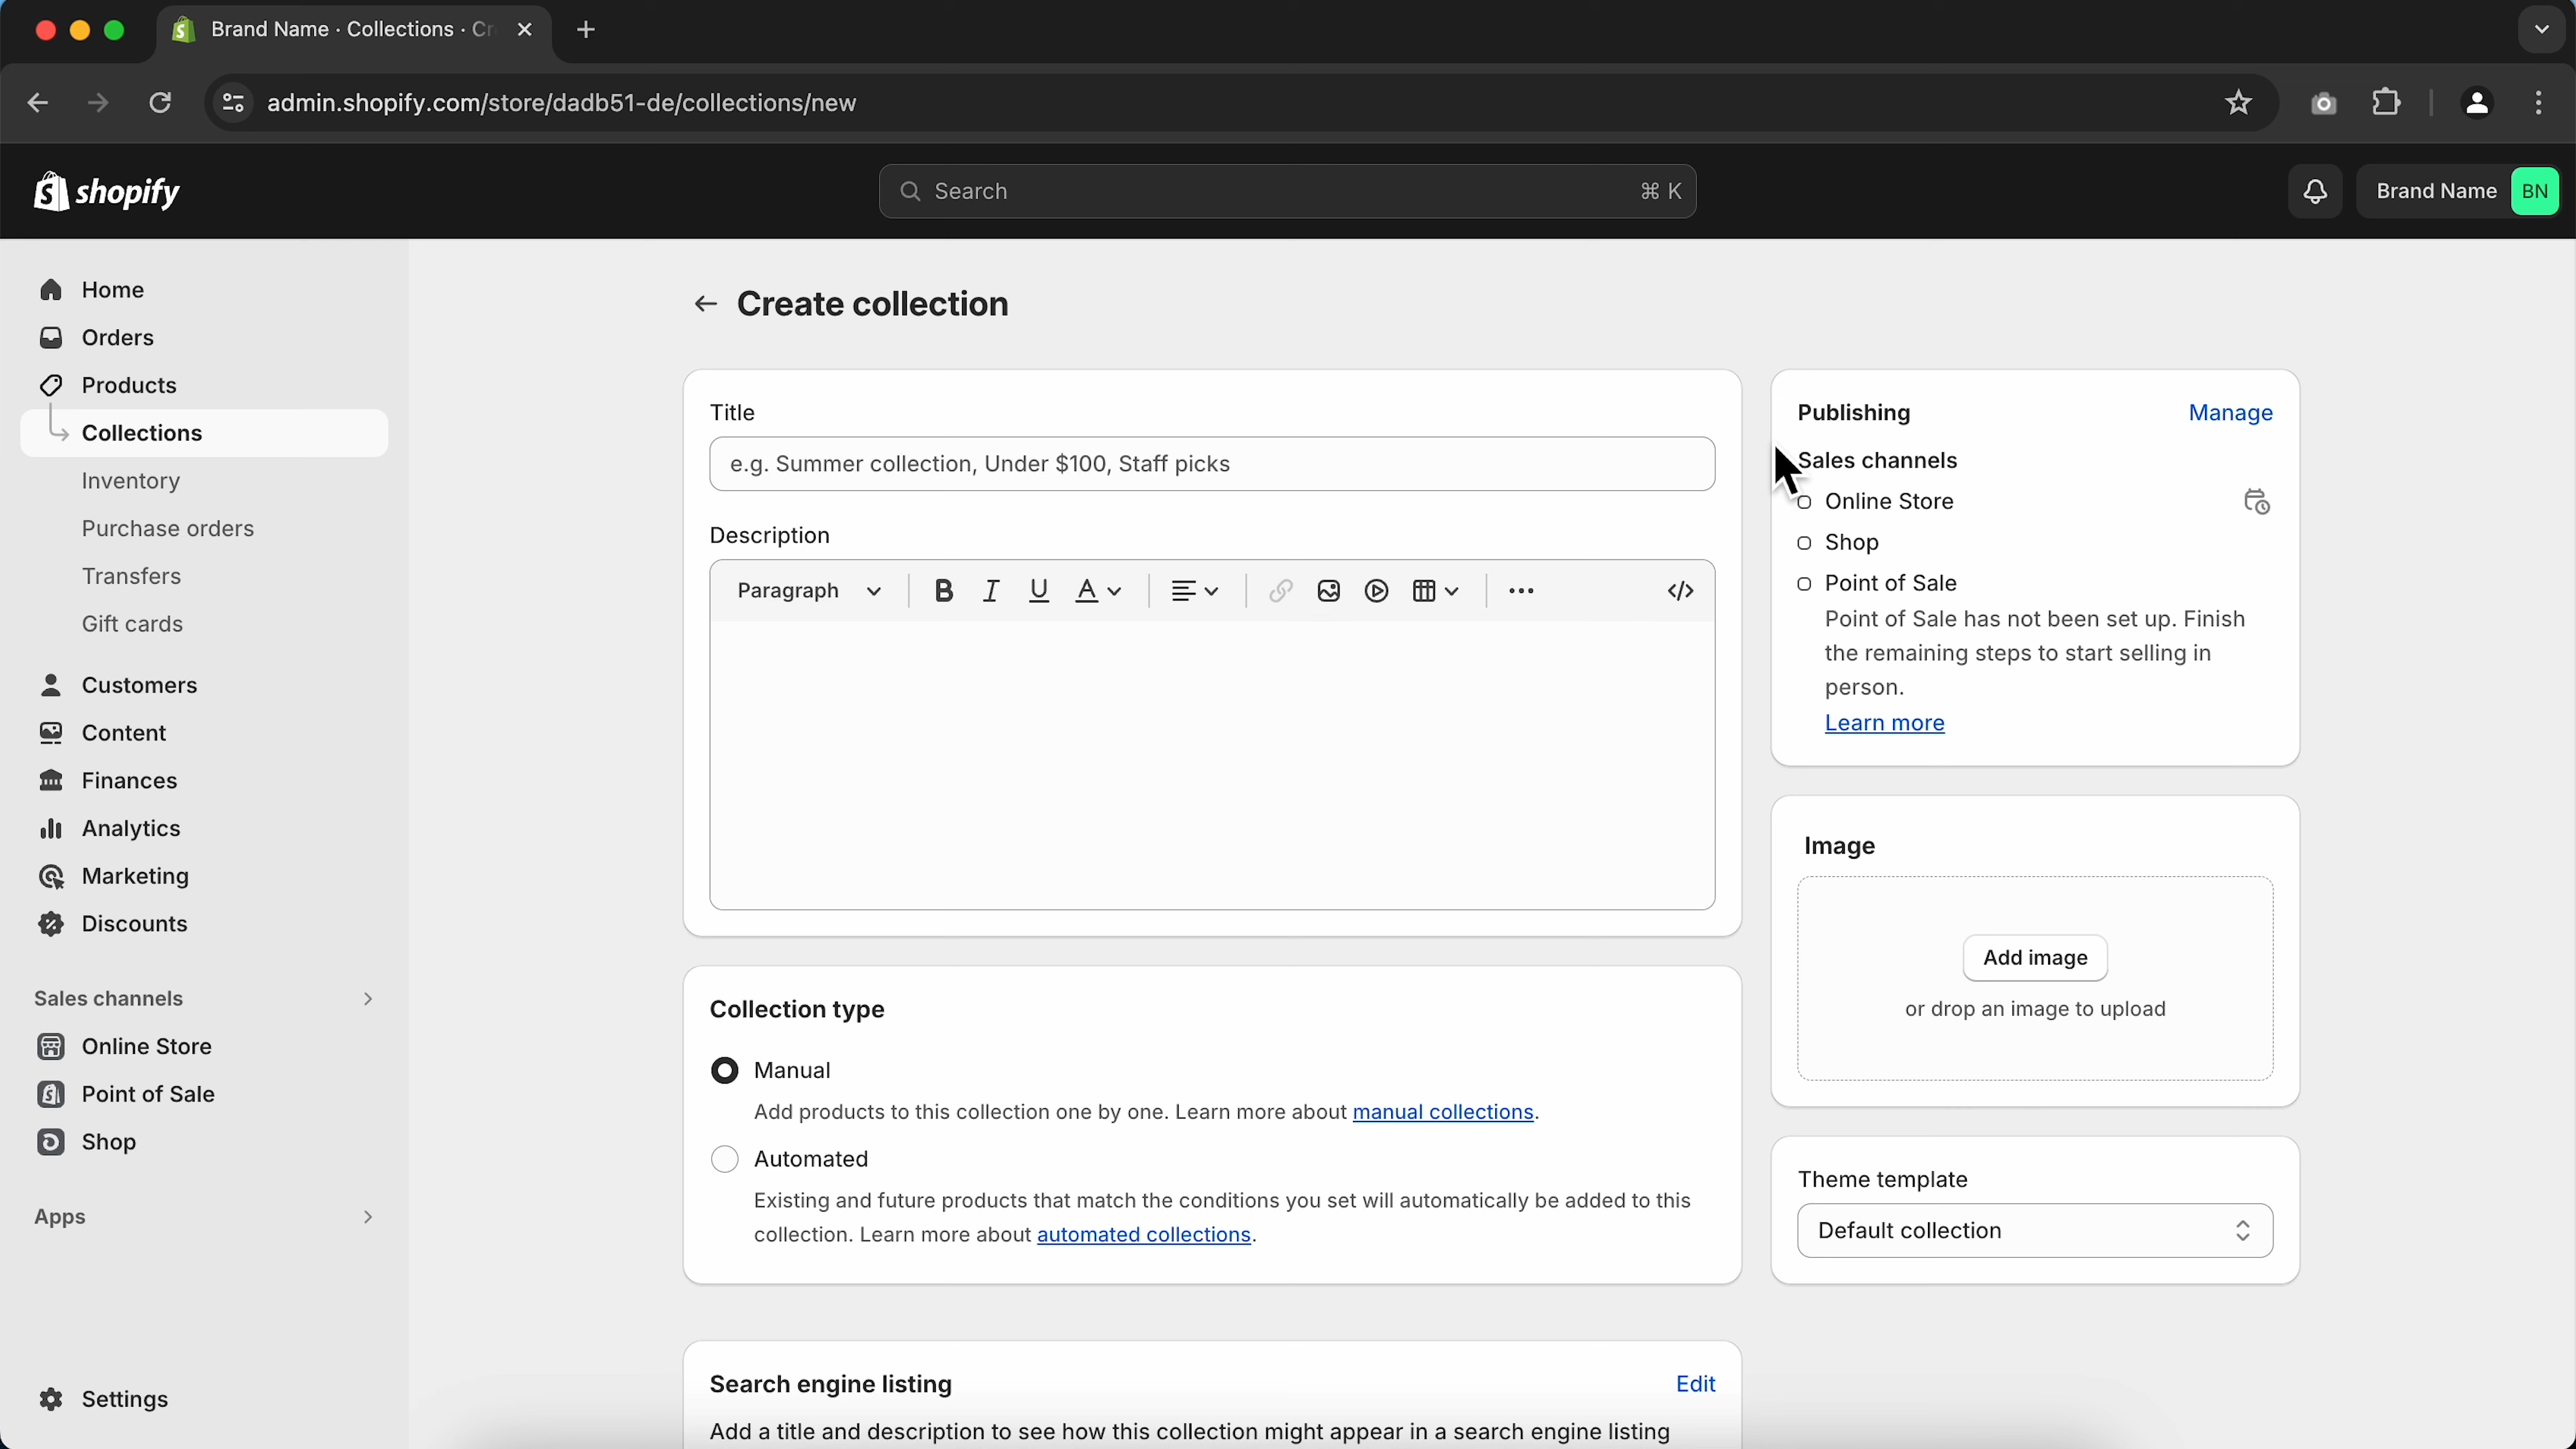 Brand Name · Collections · Cr
admin.shopify.com/store/dadb51-de/collections/new
shopify
Search
⌘ K
Brand Name
BN
Home
Orders
Products
Collections
Inventory
Purchase orders
Transfers
Gift cards
Customers
Content
Finances
Analytics
Marketing
Discounts
Sales channels
Online Store
Point of Sale
Shop
Apps
Settings
Create collection
Title
e.g. Summer collection, Under $100, Staff picks
Description
Paragraph
B I U A
Collection type
Manual
Add products to this collection one by one. Learn more about manual collections.
Automated
Existing and future products that match the conditions you set will automatically be added to this
collection. Learn more about automated collections.
Search engine listing
Edit
Add a title and description to see how this collection might appear in a search engine listing
Publishing
Manage
Sales channels
Online Store
Shop
Point of Sale
Point of Sale has not been set up. Finish
the remaining steps to start selling in
person.
Learn more
Image
Add image
or drop an image to upload
Theme template
Default collection